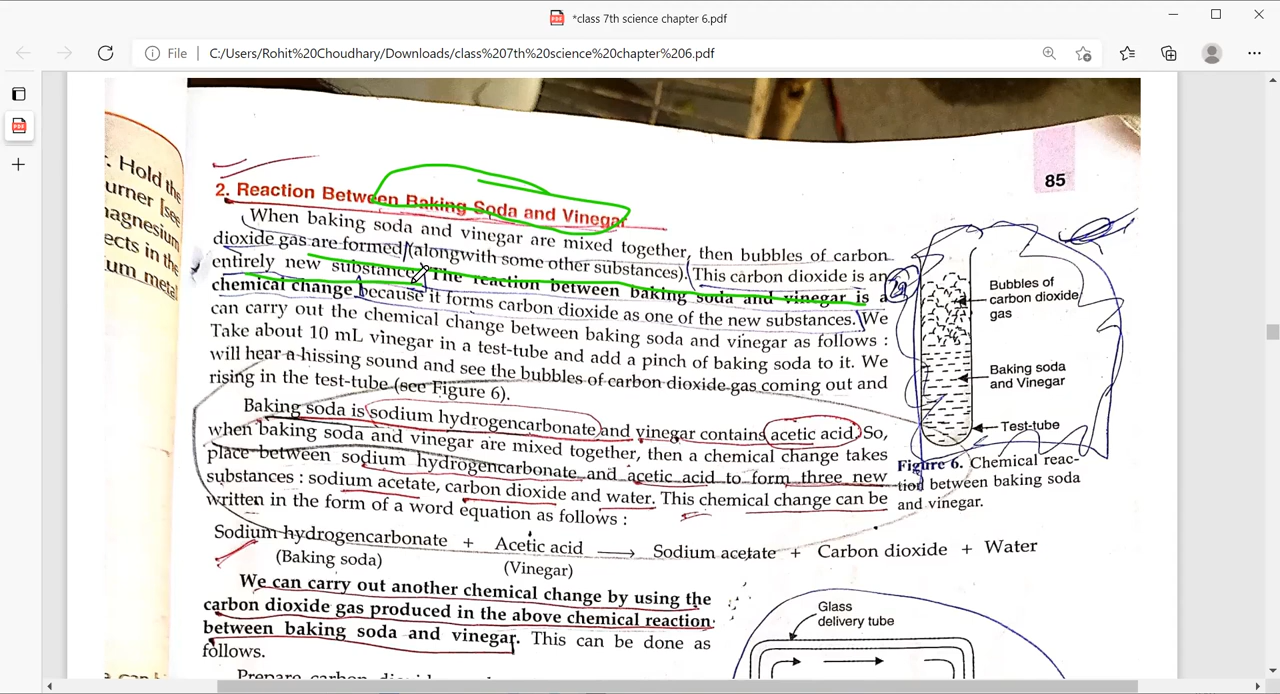 *class 7th science chapter 6.pdf
File
C:/Users/Rohit%20Choudhary/Downloads/class%207th%20science%20chapter%206.pdf
. Hold the
urner [see
nagnesium
ects in the
um metal
85
2. Reaction Between Baking Soda and Vinegar
When baking soda and vinegar are mixed together, then bubbles of carbon
dioxide gas are formed (alongwith some other substances). This carbon dioxide is an
entirely new substance. The reaction between baking soda and vinegar is a
chemical change because it forms carbon dioxide as one of the new substances. We
can carry out the chemical change between baking soda and vinegar as follows :
Take about 10 mL vinegar in a test-tube and add a pinch of baking soda to it. We
will hear a hissing sound and see the bubbles of carbon dioxide gas coming out and
rising in the test-tube (see Figure 6).
Bubbles of
carbon dioxide
gas
Baking soda
and Vinegar
Test-tube
Figure 6. Chemical reac-
tion between baking soda
and vinegar.
Baking soda is sodium hydrogencarbonate and vinegar contains acetic acid. So,
when baking soda and vinegar are mixed together, then a chemical change takes
place between sodium hydrogencarbonate and acetic acid to form three new
substances : sodium acetate, carbon dioxide and water. This chemical change can be
written in the form of a word equation as follows :
Sodium hydrogencarbonate + Acetic acid ⟶ Sodium acetate + Carbon dioxide + Water
(Baking soda) (Vinegar)
We can carry out another chemical change by using the
carbon dioxide gas produced in the above chemical reaction
between baking soda and vinegar. This can be done as
follows.
Glass
delivery tube